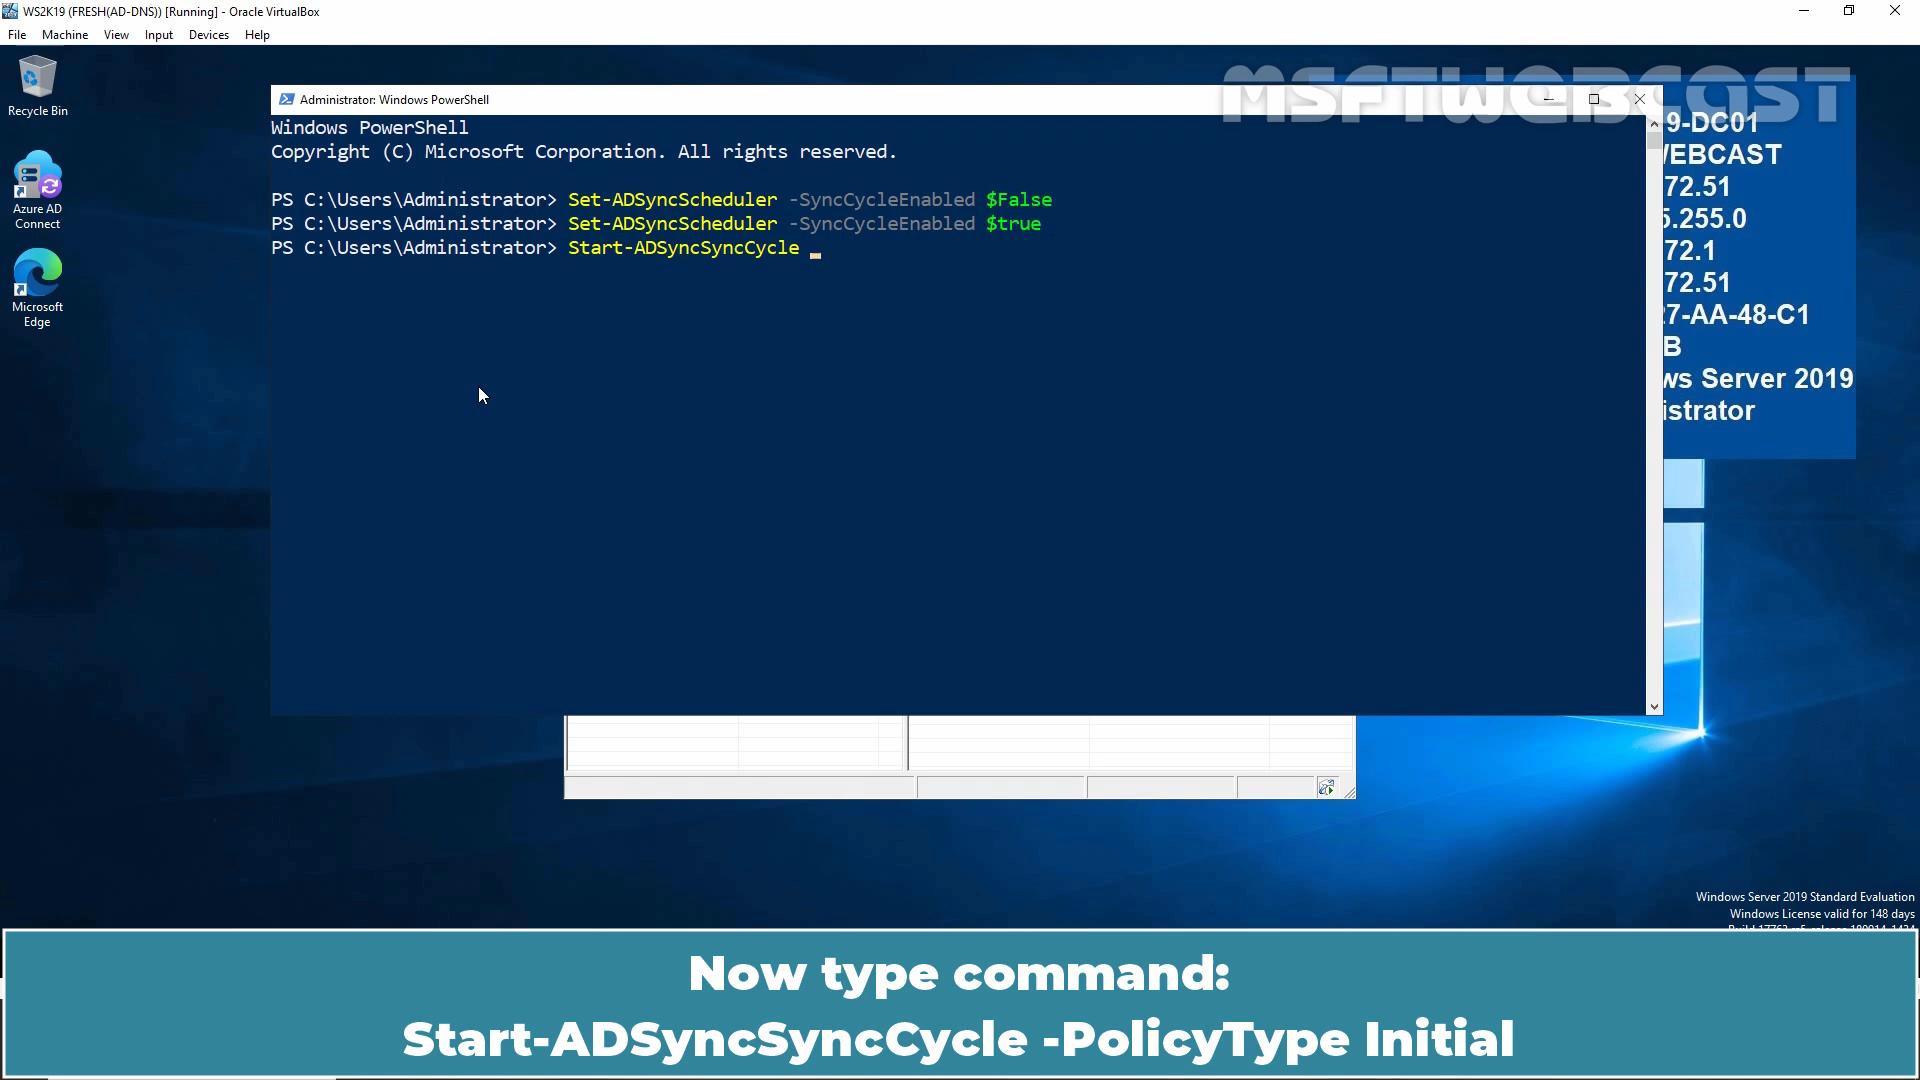 WS2K19 (FRESH(AD-DNS)) [Running] - Oracle VirtualBox
File Machine View Input Devices Help
Recycle Bin
Azure AD
Connect
Microsoft
Edge
MSFTWEBCAST
Administrator: Windows PowerShell
Windows PowerShell
Copyright (C) Microsoft Corporation. All rights reserved.
PS C:\Users\Administrator> Set-ADSyncScheduler -SyncCycleEnabled $False
PS C:\Users\Administrator> Set-ADSyncScheduler -SyncCycleEnabled $true
PS C:\Users\Administrator> Start-ADSyncSyncCycle
9-DC01
EBCAST
72.51
5.255.0
72.1
72.51
27-AA-48-C1
B
ws Server 2019
istrator
Windows Server 2019 Standard Evaluation
Windows License valid for 148 days
Now type command:
Start-ADSyncSyncCycle -PolicyType Initial